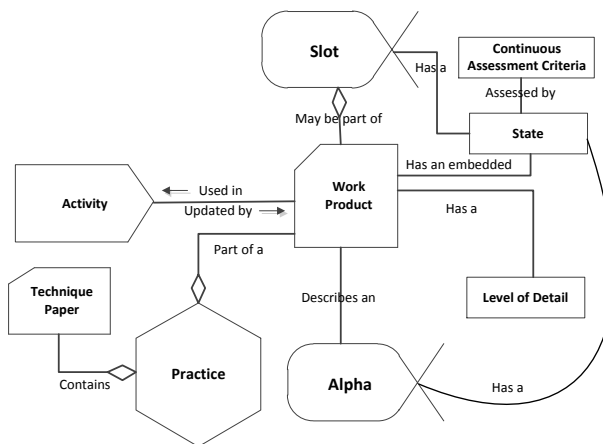 Slot
Continuous
Assessment Criteria
Has a
Assessed by
May be part of
State
Has an embedded
Work
Product
Activity
Used in
Updated by
Has a
Part of a
Technique
Paper
Describes an
Level of Detail
Practice
Alpha
Contains
Has a